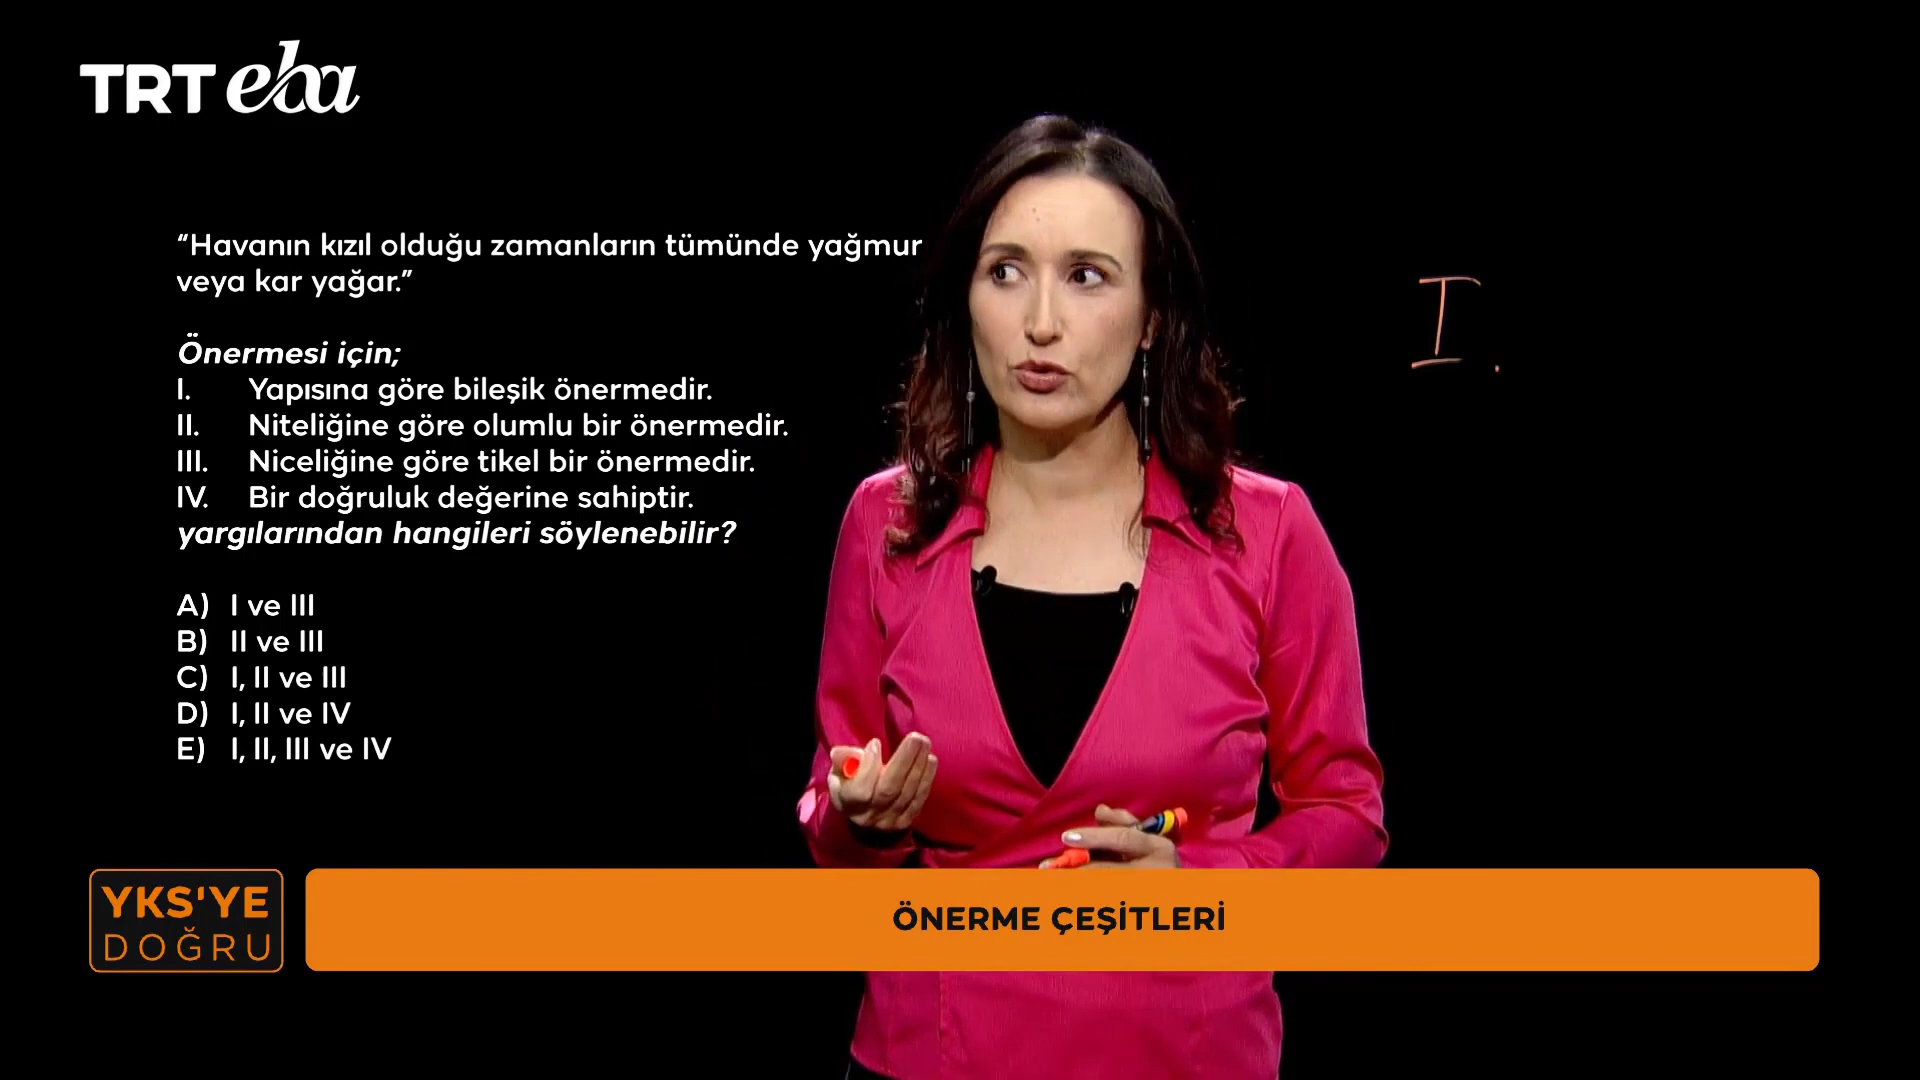 TRT eba
“Havanın kızıl olduğu zamanların tümünde yağmur
veya kar yağar.”
Önermesi için;
I. Yapısına göre bileşik önermedir.
II. Niteliğine göre olumlu bir önermedir.
III. Niceliğine göre tikel bir önermedir.
IV. Bir doğruluk değerine sahiptir.
yargılarından hangileri söylenebilir?
A) I ve III
B) II ve III
C) I, II ve III
D) I, II ve IV
E) I, II, III ve IV
I.
YKS'YE
DOĞRU
ÖNERME ÇEŞİTLERİ